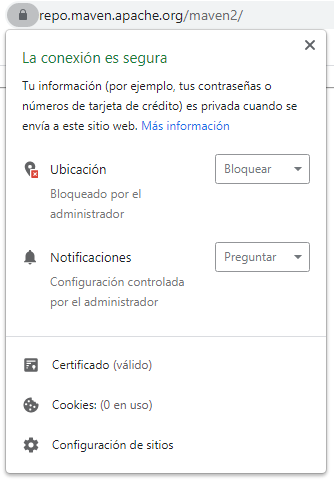 repo.maven.apache.org/maven2/
La conexión es segura
Tu información (por ejemplo, tus contraseñas o
números de tarjeta de crédito) es privada cuando se
envía a este sitio web. Más información
Ubicación
Bloquear
Bloqueado por el
administrador
Notificaciones
Preguntar
Configuración controlada
por el administrador
Certificado (válido)
Cookies: (0 en uso)
Configuración de sitios